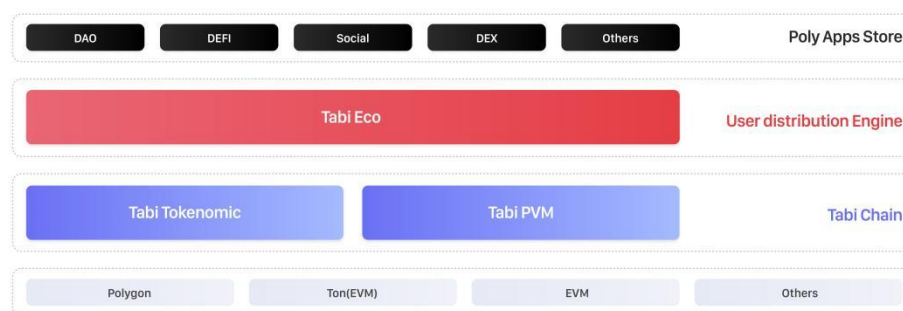 DAO DEFI Social DEX Others Poly Apps Store
Tabi Eco User distribution Engine
Tabi Tokenomic Tabi PVM Tabi Chain
Polygon Ton(EVM) EVM Others